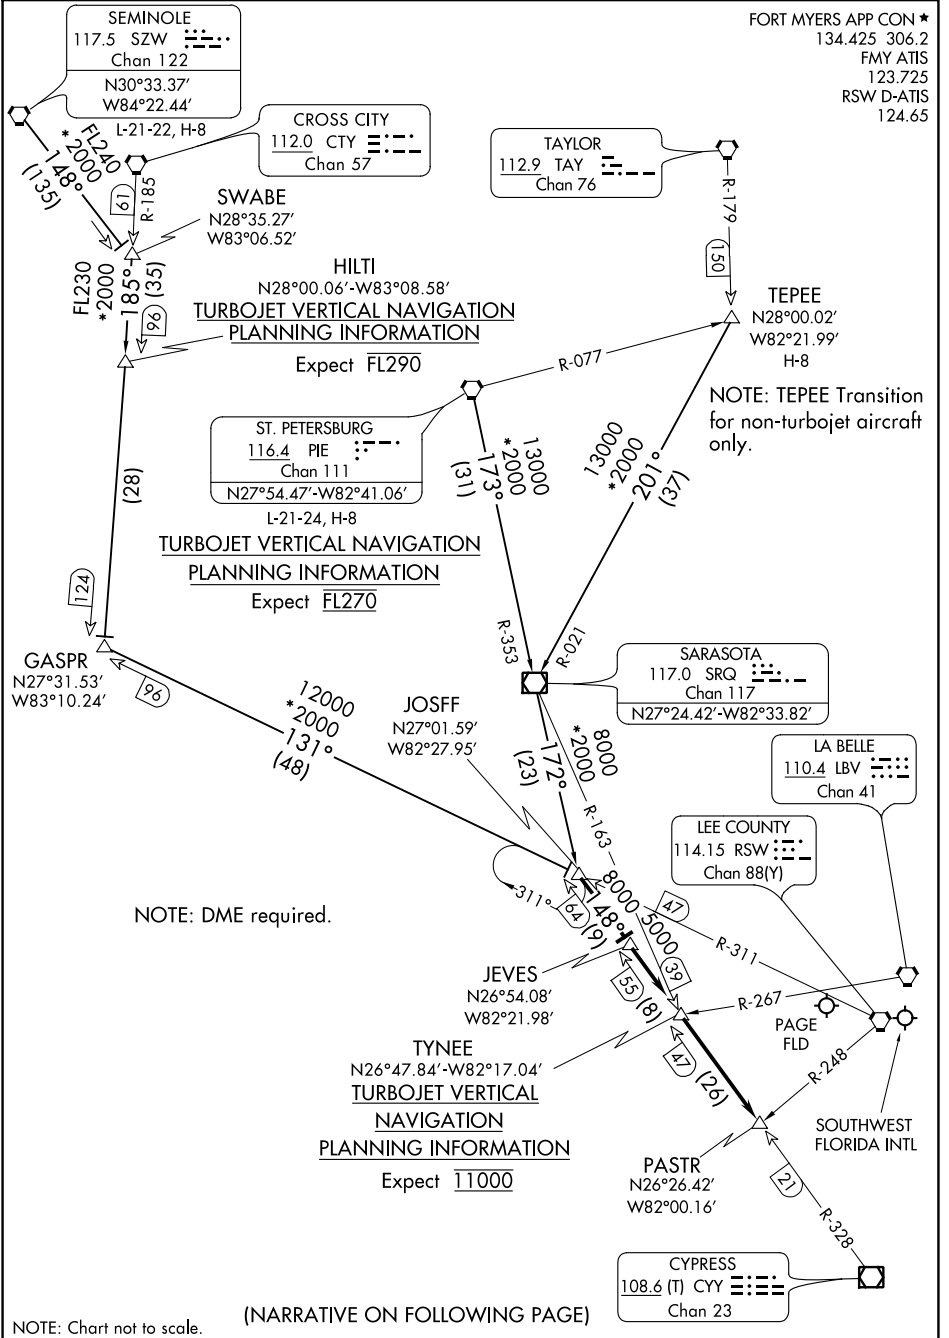 SEMINOLE
117.5 SZW
Chan 122
N30°33.37′
W84°22.44′
L-21-22, H-8
FORT MYERS APP CON ★
134.425 306.2
FMY ATIS
123.725
RSW D-ATIS
124.65
CROSS CITY
112.0 CTY
Chan 57
TAYLOR
112.9 TAY
Chan 76
FL240
*2000
148°
(135)
61
R-185
R-179
150
SWABE
N28°35.27′
W83°06.52′
FL230
*2000
185°
(35)
96
HILTI
N28°00.06′-W83°08.58′
TURBOJET VERTICAL NAVIGATION
PLANNING INFORMATION
Expect FL290
TEPEE
N28°00.02′
W82°21.99′
H-8
R-077
NOTE: TEPEE Transition
for non-turbojet aircraft
only.
ST. PETERSBURG
116.4 PIE
Chan 111
N27°54.47′-W82°41.06′
L-21-24, H-8
TURBOJET VERTICAL NAVIGATION
PLANNING INFORMATION
Expect FL270
13000
*2000
173°
(31)
13000
*2000
201°
(37)
(28)
124
R-353
R-021
GASPR
N27°31.53′
W83°10.24′
96
12000
*2000
131°
(48)
SARASOTA
117.0 SRQ
Chan 117
N27°24.42′-W82°33.82′
JOSFF
N27°01.59′
W82°27.95′
8000
*2000
172°
(23)
R-163
LA BELLE
110.4 LBV
Chan 41
LEE COUNTY
114.15 RSW
Chan 88(Y)
311°
64
8000
148°
(9)
5000
47
39
R-311
NOTE: DME required.
JEVES
N26°54.08′
W82°21.98′
55
(8)
R-267
PAGE
FLD
TYNEE
N26°47.84′-W82°17.04′
TURBOJET VERTICAL
NAVIGATION
PLANNING INFORMATION
Expect 11000
47
(26)
R-248
SOUTHWEST
FLORIDA INTL
PASTR
N26°26.42′
W82°00.16′
21
R-328
CYPRESS
108.6 (T) CYY
Chan 23
(NARRATIVE ON FOLLOWING PAGE)
NOTE: Chart not to scale.